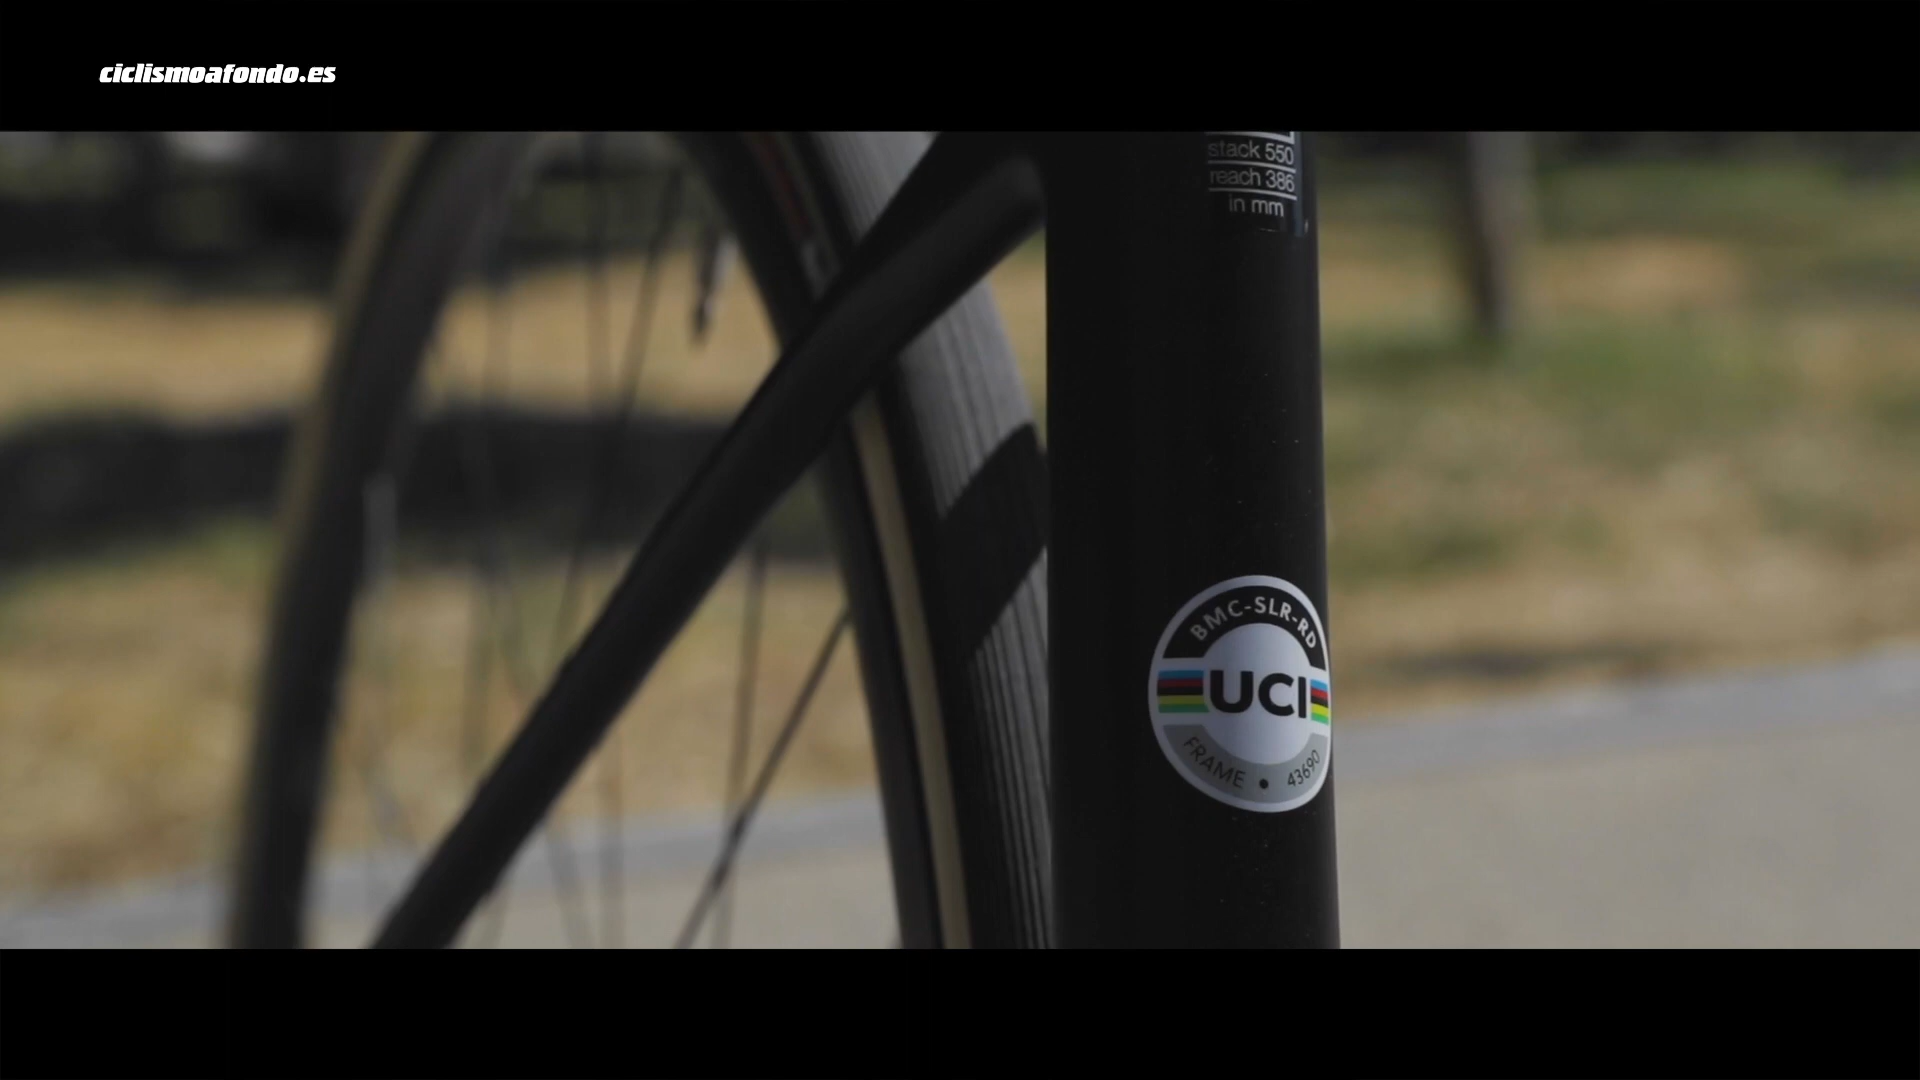 ciclismoafondo.es
stack 550
reach 386
in mm
BMC-SLR-RD
UCI
FRAME • 43690